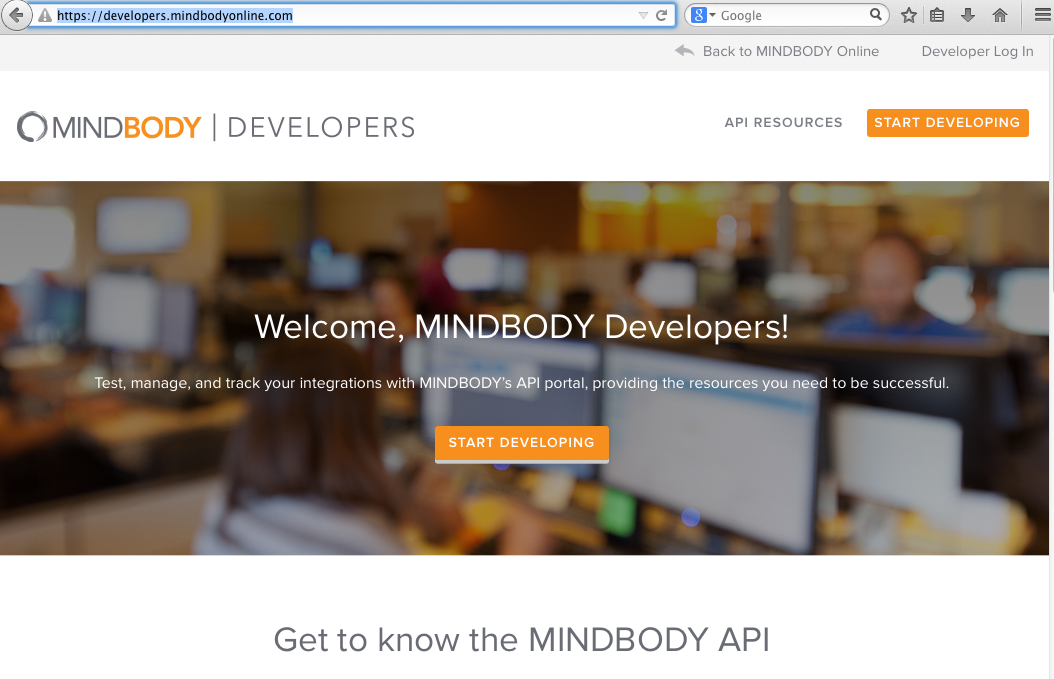 https://developers.mindbodyonline.com
8 Google
Back to MINDBODY Online Developer Log In
MINDBODY | DEVELOPERS
API RESOURCES START DEVELOPING
Welcome, MINDBODY Developers!
Test, manage, and track your integrations with MINDBODY's API portal, providing the resources you need to be successful.
START DEVELOPING
Get to know the MINDBODY API